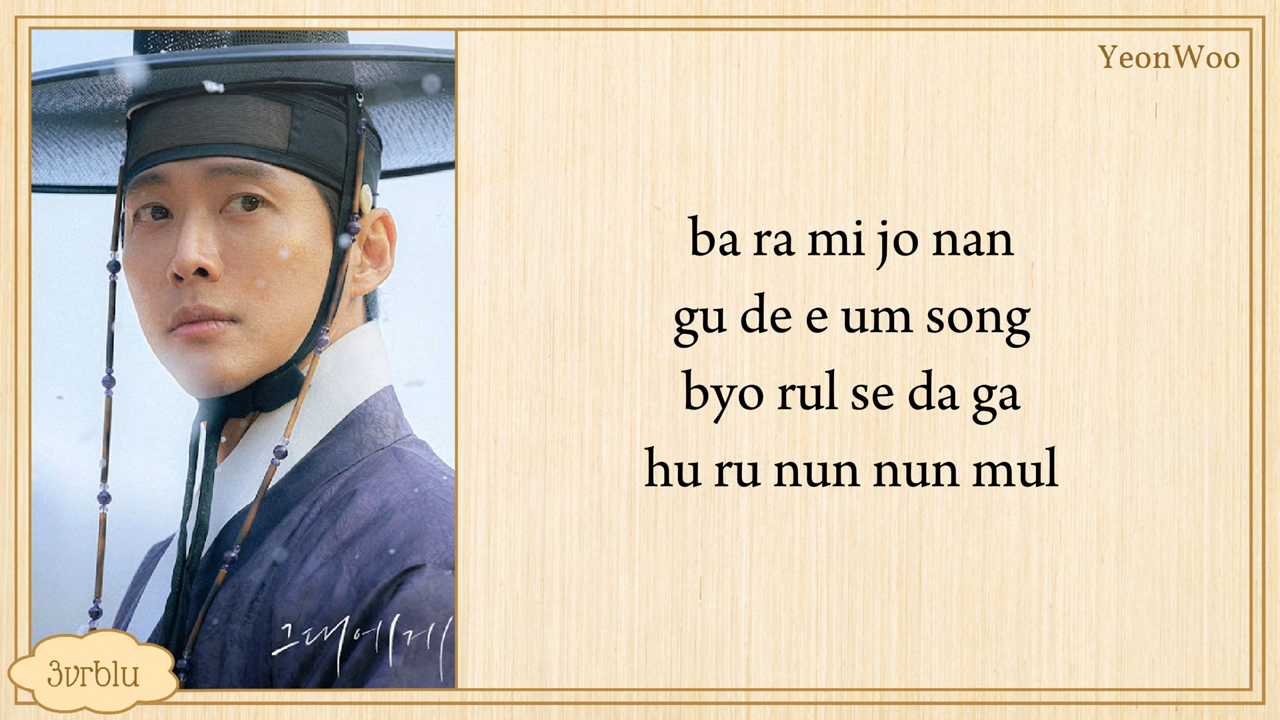 YeonWoo
ba ra mi jo nan
gu de e um song
byo rul se da ga
hu ru nun nun mul
그대에게
3vrblu